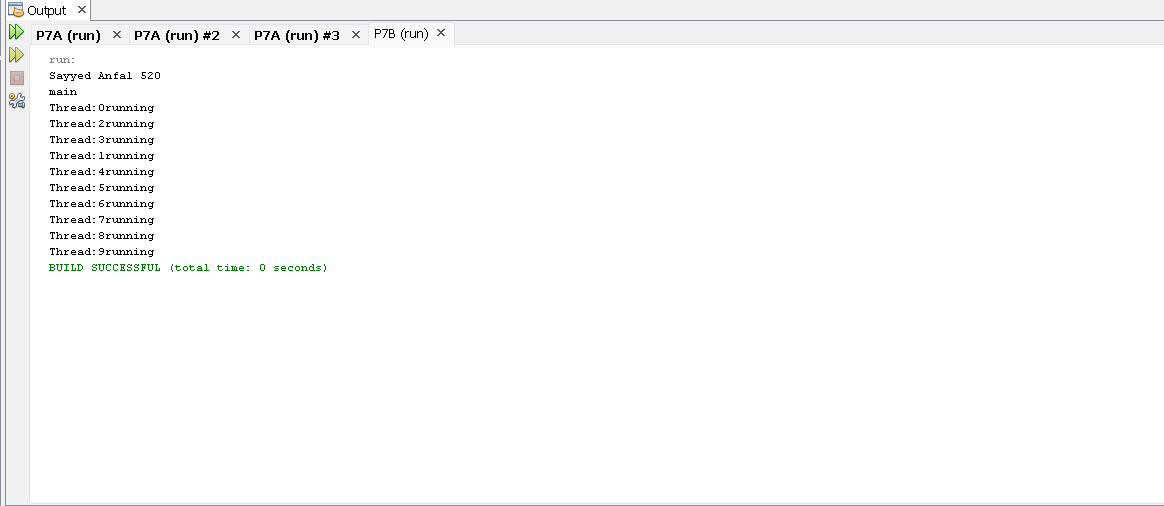 Output
P7A (run) P7A (run) #2 P7A (run) #3 P7B (run)
run:
Sayyed Anfal 520
main
Thread:0running
Thread:2running
Thread:3running
Thread:1running
Thread:4running
Thread:5running
Thread:6running
Thread:7running
Thread:8running
Thread:9running
BUILD SUCCESSFUL (total time: 0 seconds)